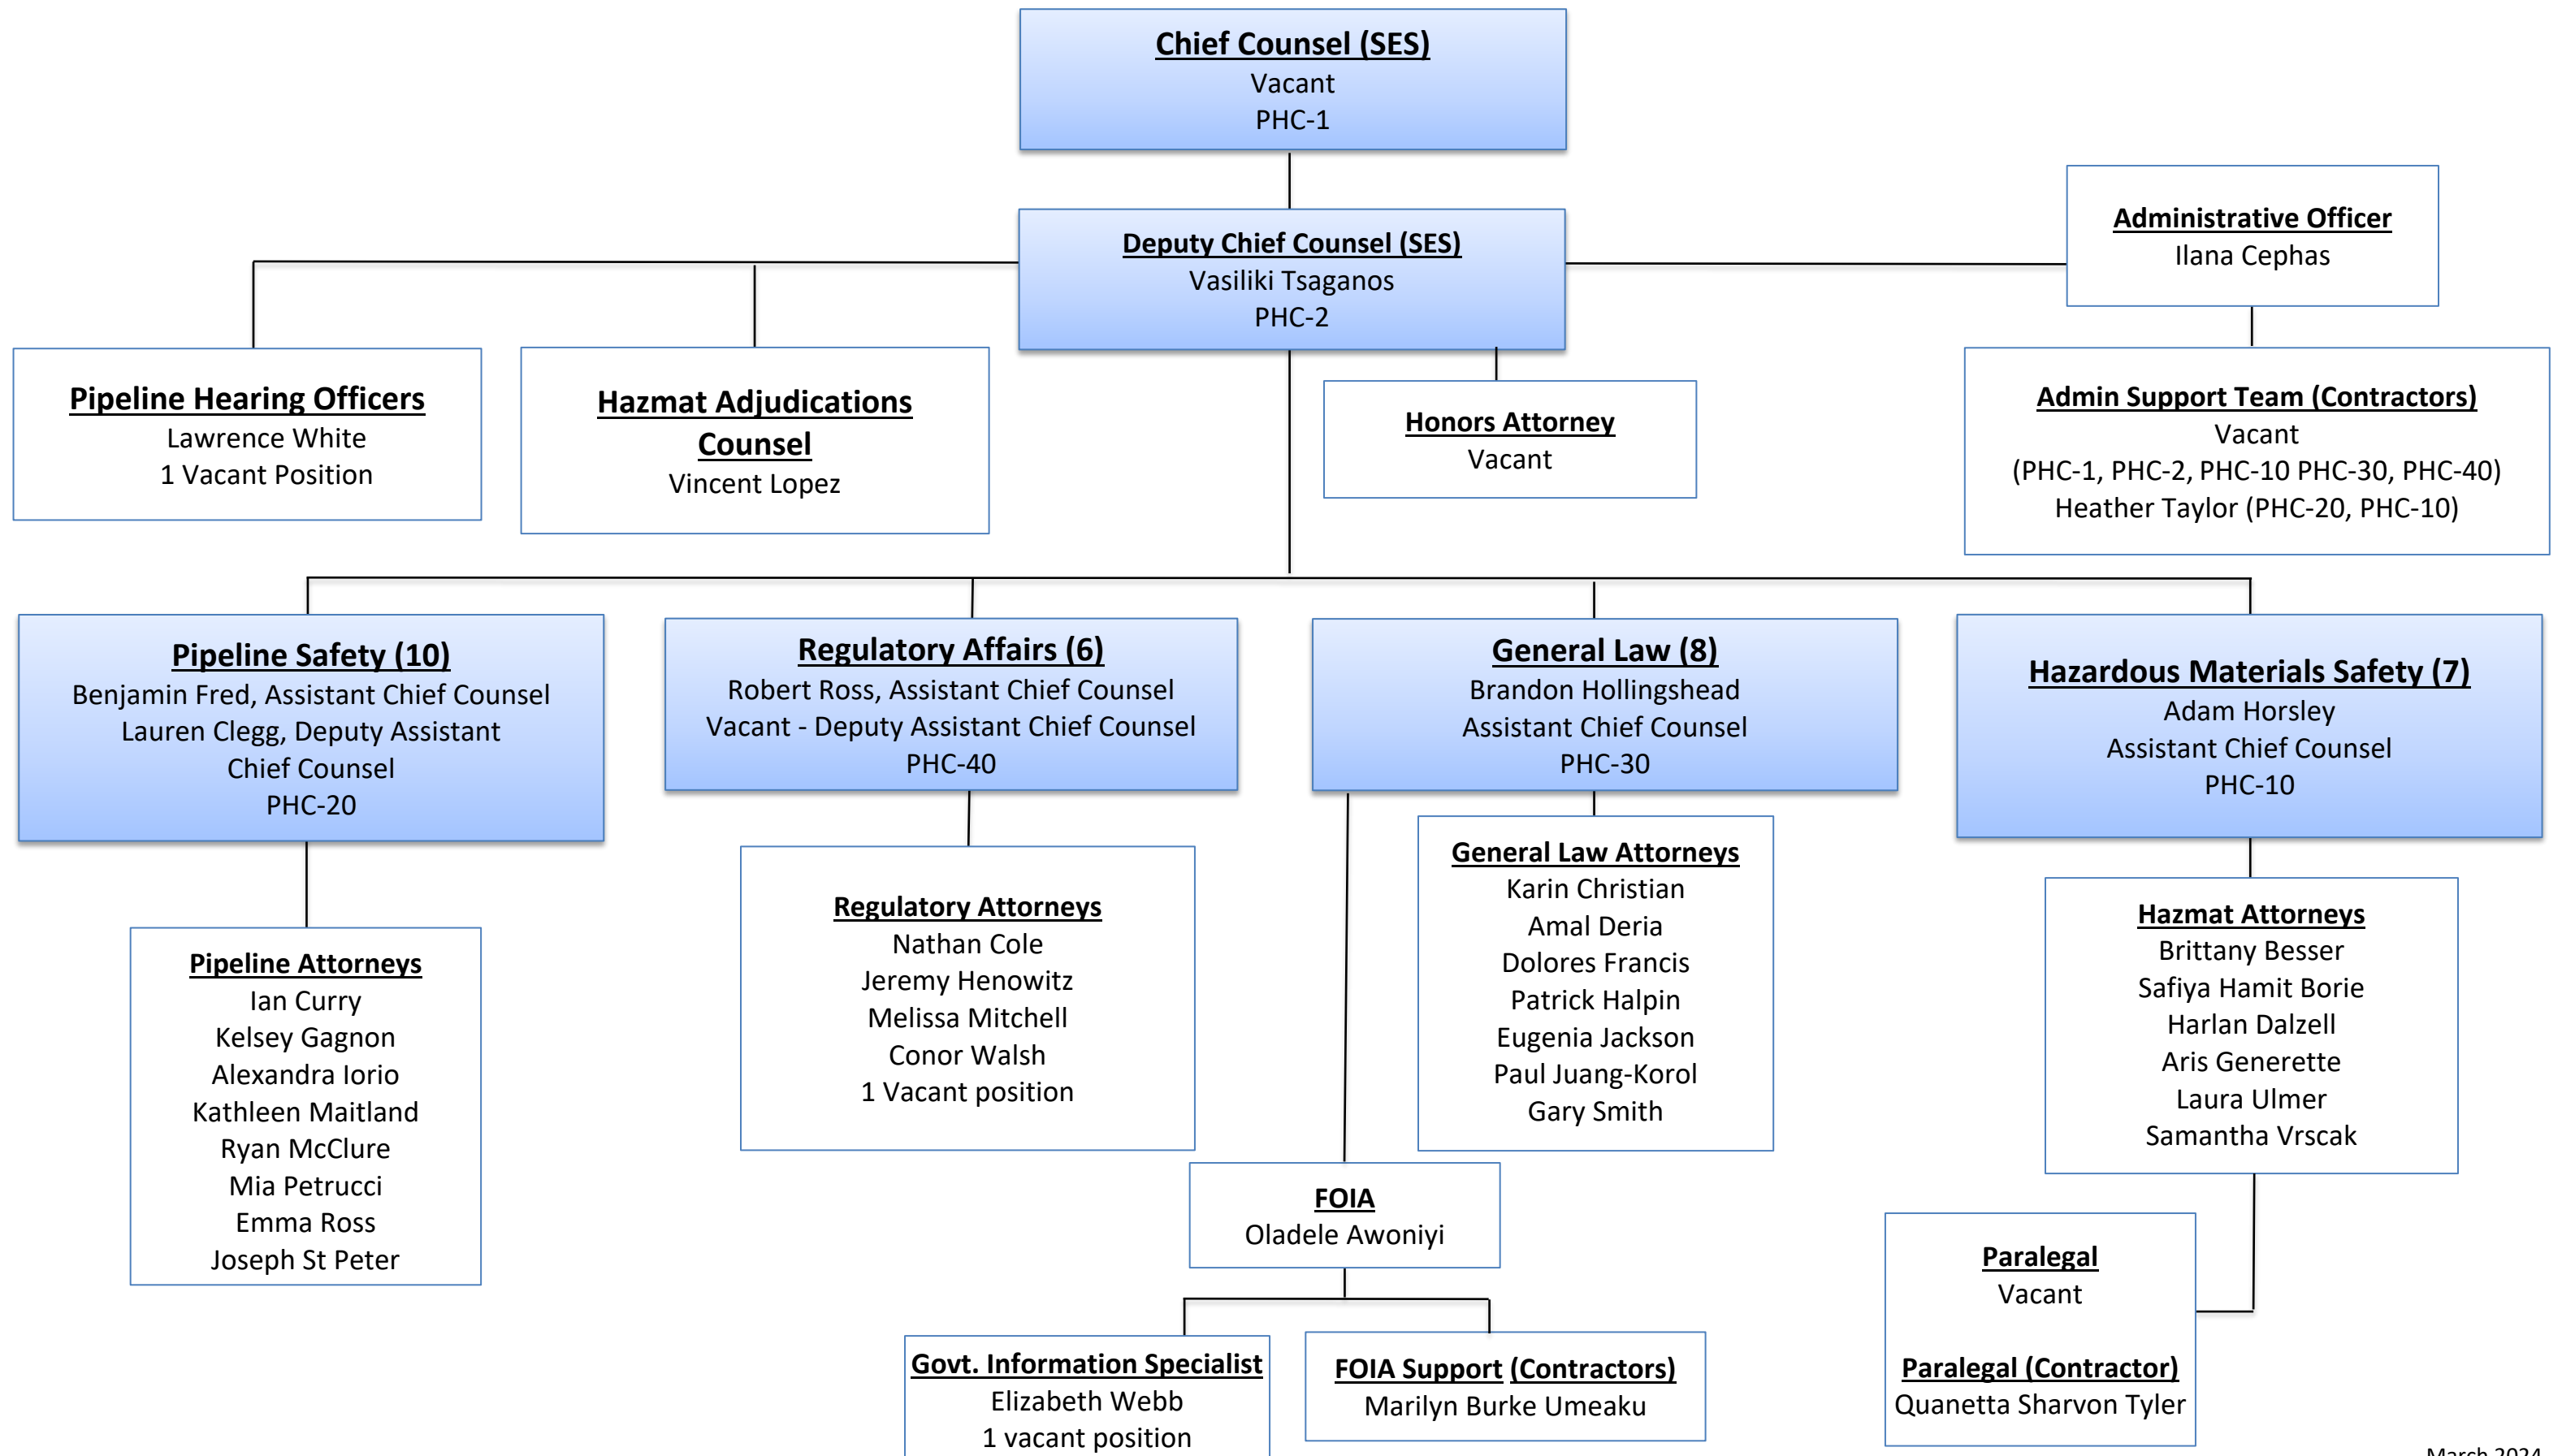 Chief Counsel (SES)
Vacant
PHC-1
Deputy Chief Counsel (SES)
Vasiliki Tsaganos
PHC-2
Administrative Officer
Ilana Cephas
Pipeline Hearing Officers
Lawrence White
1 Vacant Position
Hazmat Adjudications
Counsel
Vincent Lopez
Honors Attorney
Vacant
Admin Support Team (Contractors)
Vacant
(PHC-1, PHC-2, PHC-10 PHC-30, PHC-40)
Heather Taylor (PHC-20, PHC-10)
Pipeline Safety (10)
Benjamin Fred, Assistant Chief Counsel
Lauren Clegg, Deputy Assistant
Chief Counsel
PHC-20
Regulatory Affairs (6)
Robert Ross, Assistant Chief Counsel
Vacant - Deputy Assistant Chief Counsel
PHC-40
General Law (8)
Brandon Hollingshead
Assistant Chief Counsel
PHC-30
Hazardous Materials Safety (7)
Adam Horsley
Assistant Chief Counsel
PHC-10
Pipeline Attorneys
Ian Curry
Kelsey Gagnon
Alexandra Iorio
Kathleen Maitland
Ryan McClure
Mia Petrucci
Emma Ross
Joseph St Peter
Regulatory Attorneys
Nathan Cole
Jeremy Henowitz
Melissa Mitchell
Conor Walsh
1 Vacant position
General Law Attorneys
Karin Christian
Amal Deria
Dolores Francis
Patrick Halpin
Eugenia Jackson
Paul Juang-Korol
Gary Smith
Hazmat Attorneys
Brittany Besser
Safiya Hamit Borie
Harlan Dalzell
Aris Generette
Laura Ulmer
Samantha Vrscak
FOIA
Oladele Awoniyi
Govt. Information Specialist
Elizabeth Webb
1 vacant position
FOIA Support (Contractors)
Marilyn Burke Umeaku
Paralegal
Vacant
Paralegal (Contractor)
Quanetta Sharvon Tyler
March 2024